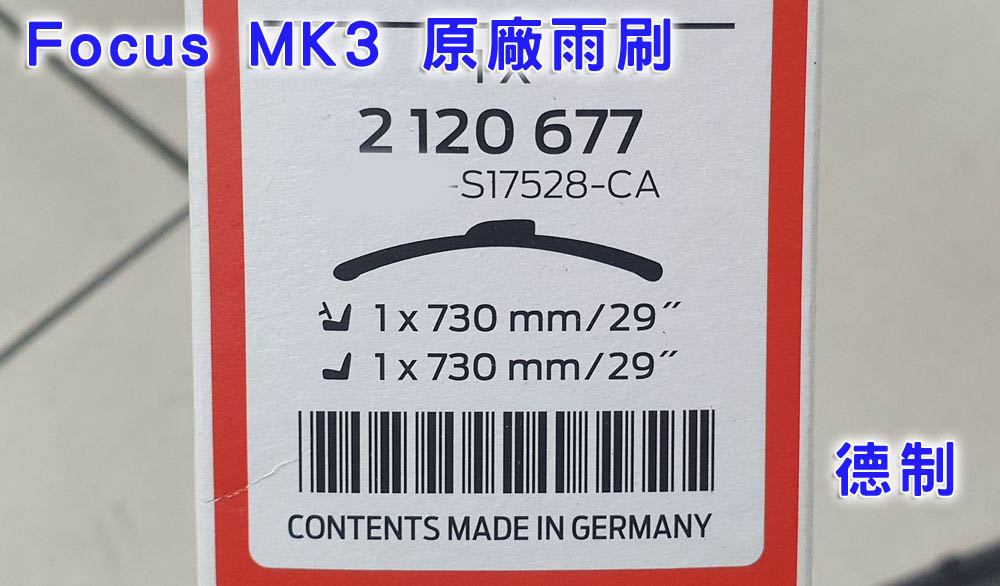 Focus MK3 原廠雨刷
2 120 677
-S17528-CA
1 x 730 mm/29″
1 x 730 mm/29″
CONTENTS MADE IN GERMANY
德制